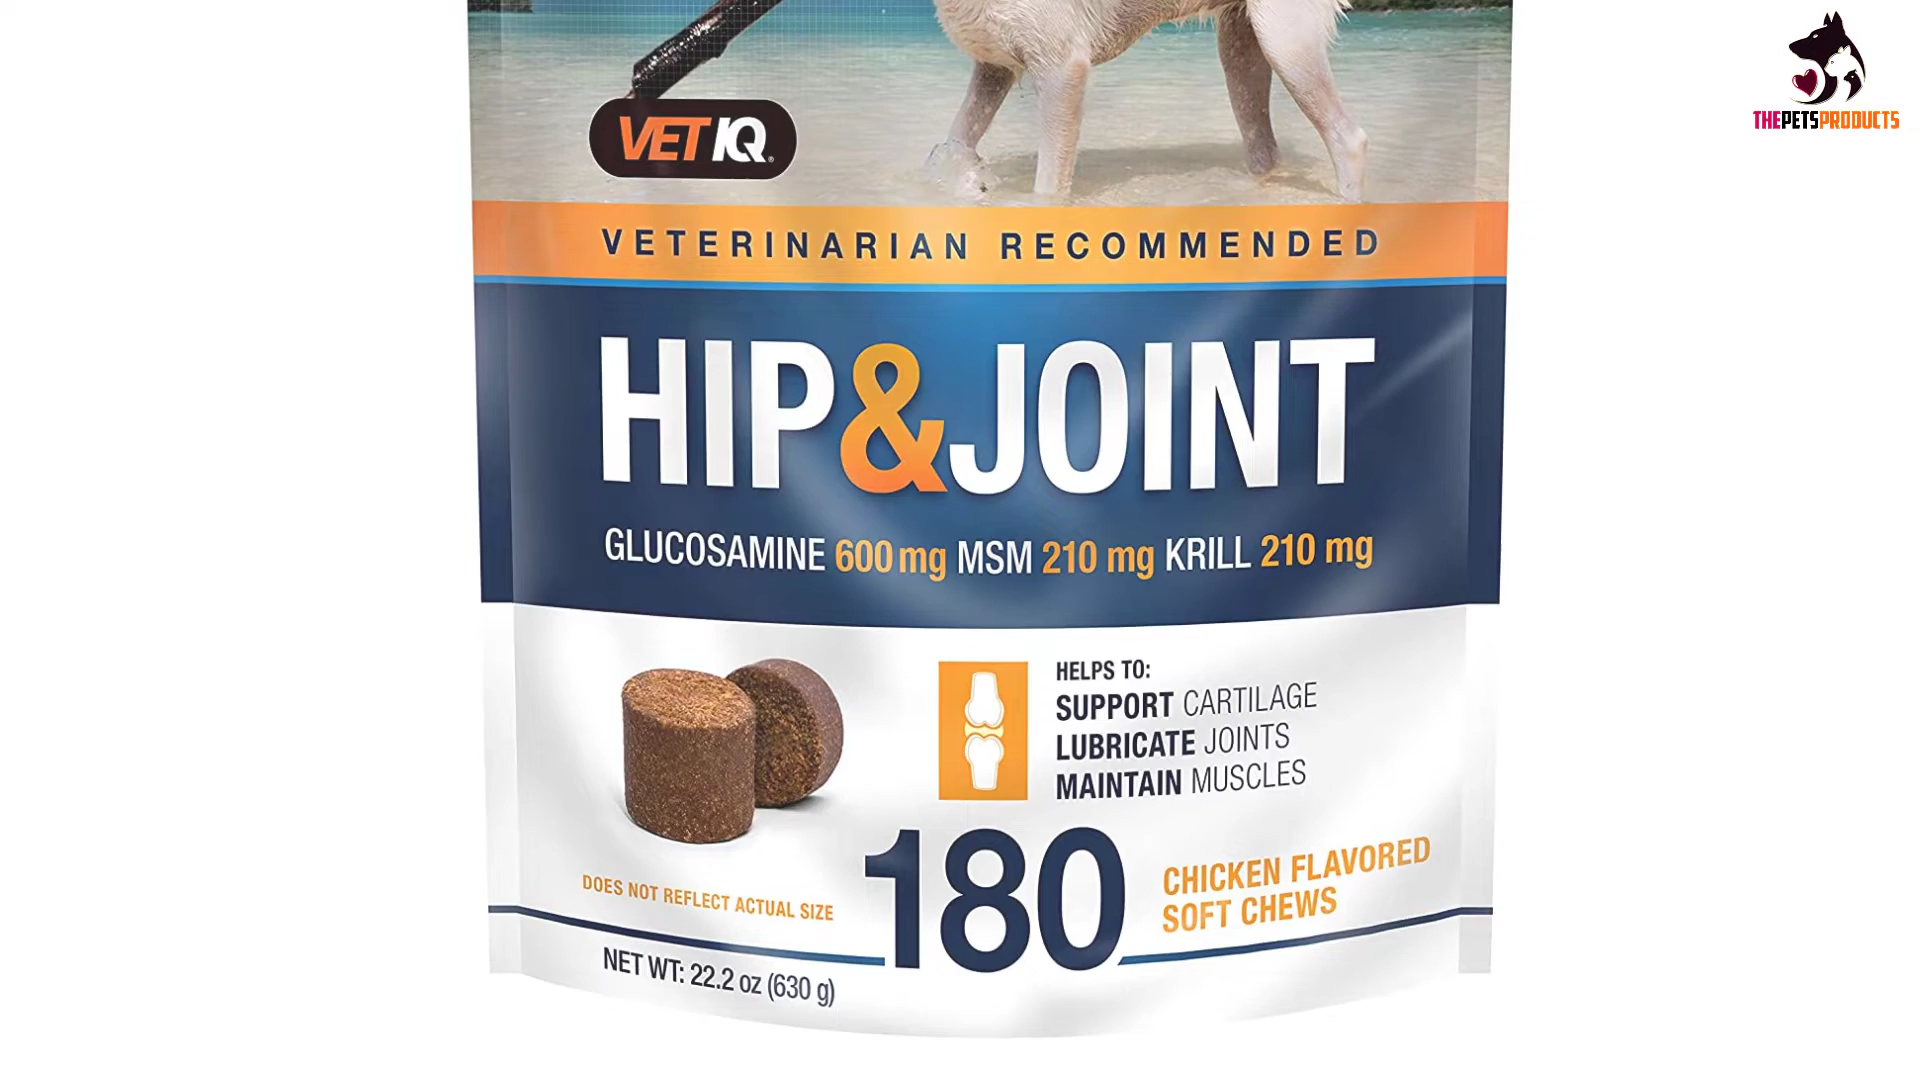 THEPETSPRODUCTS
VET IQ®
VETERINARIAN RECOMMENDED
HIP&JOINT
GLUCOSAMINE 600 mg MSM 210 mg KRILL 210 mg
HELPS TO:
SUPPORT CARTILAGE
LUBRICATE JOINTS
MAINTAIN MUSCLES
180
CHICKEN FLAVORED
SOFT CHEWS
DOES NOT REFLECT ACTUAL SIZE
NET WT: 22.2 oz (630 g)